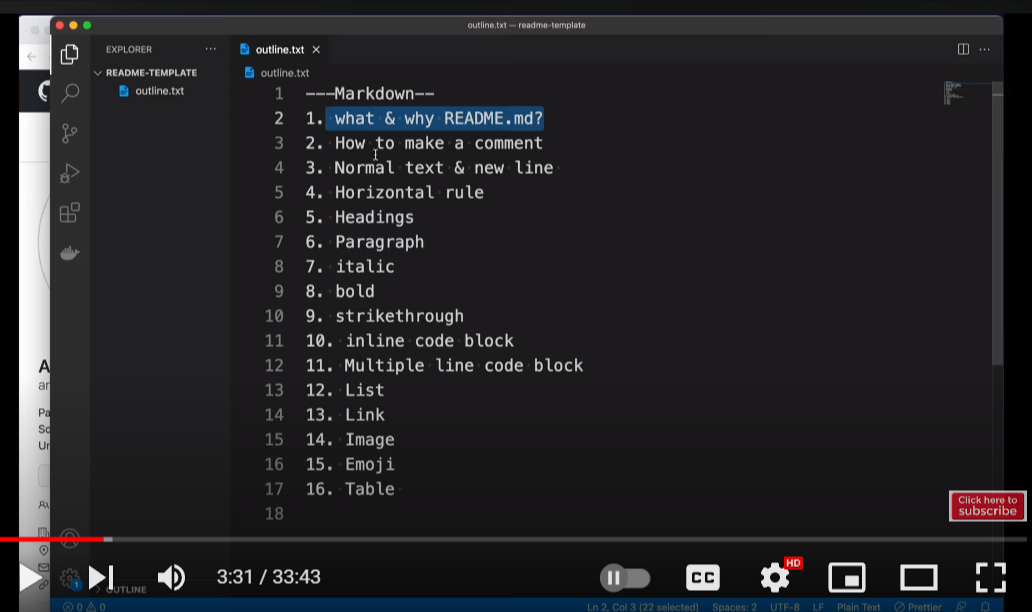 outline.txt — readme-template
EXPLORER
outline.txt
README-TEMPLATE
outline.txt
outline.txt
1 ---Markdown--
2 1. what & why README.md?
3 2. How to make a comment
4 3. Normal text & new line
5 4. Horizontal rule
6 5. Headings
7 6. Paragraph
8 7. italic
9 8. bold
10 9. strikethrough
11 10. inline code block
12 11. Multiple line code block
13 12. List
14 13. Link
15 14. Image
16 15. Emoji
17 16. Table
18
A
an
Pa
Sc
Un
Click here to
subscribe
3:31 / 33:43
CC
HD
1
OUTLINE
0 0
Ln 2, Col 3 (22 selected) Spaces: 2 UTF-8 LF Plain Text Prettier